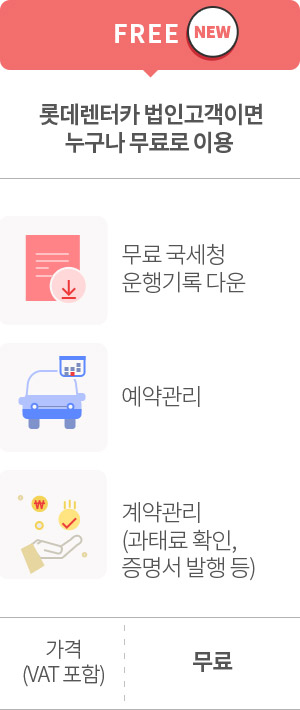 FREE NEW
롯데렌터카 법인고객이면
누구나 무료로 이용
무료 국세청
운행기록 다운
예약관리
₩
계약관리
(과태료 확인,
증명서 발행 등)
가격
(VAT 포함)
무료